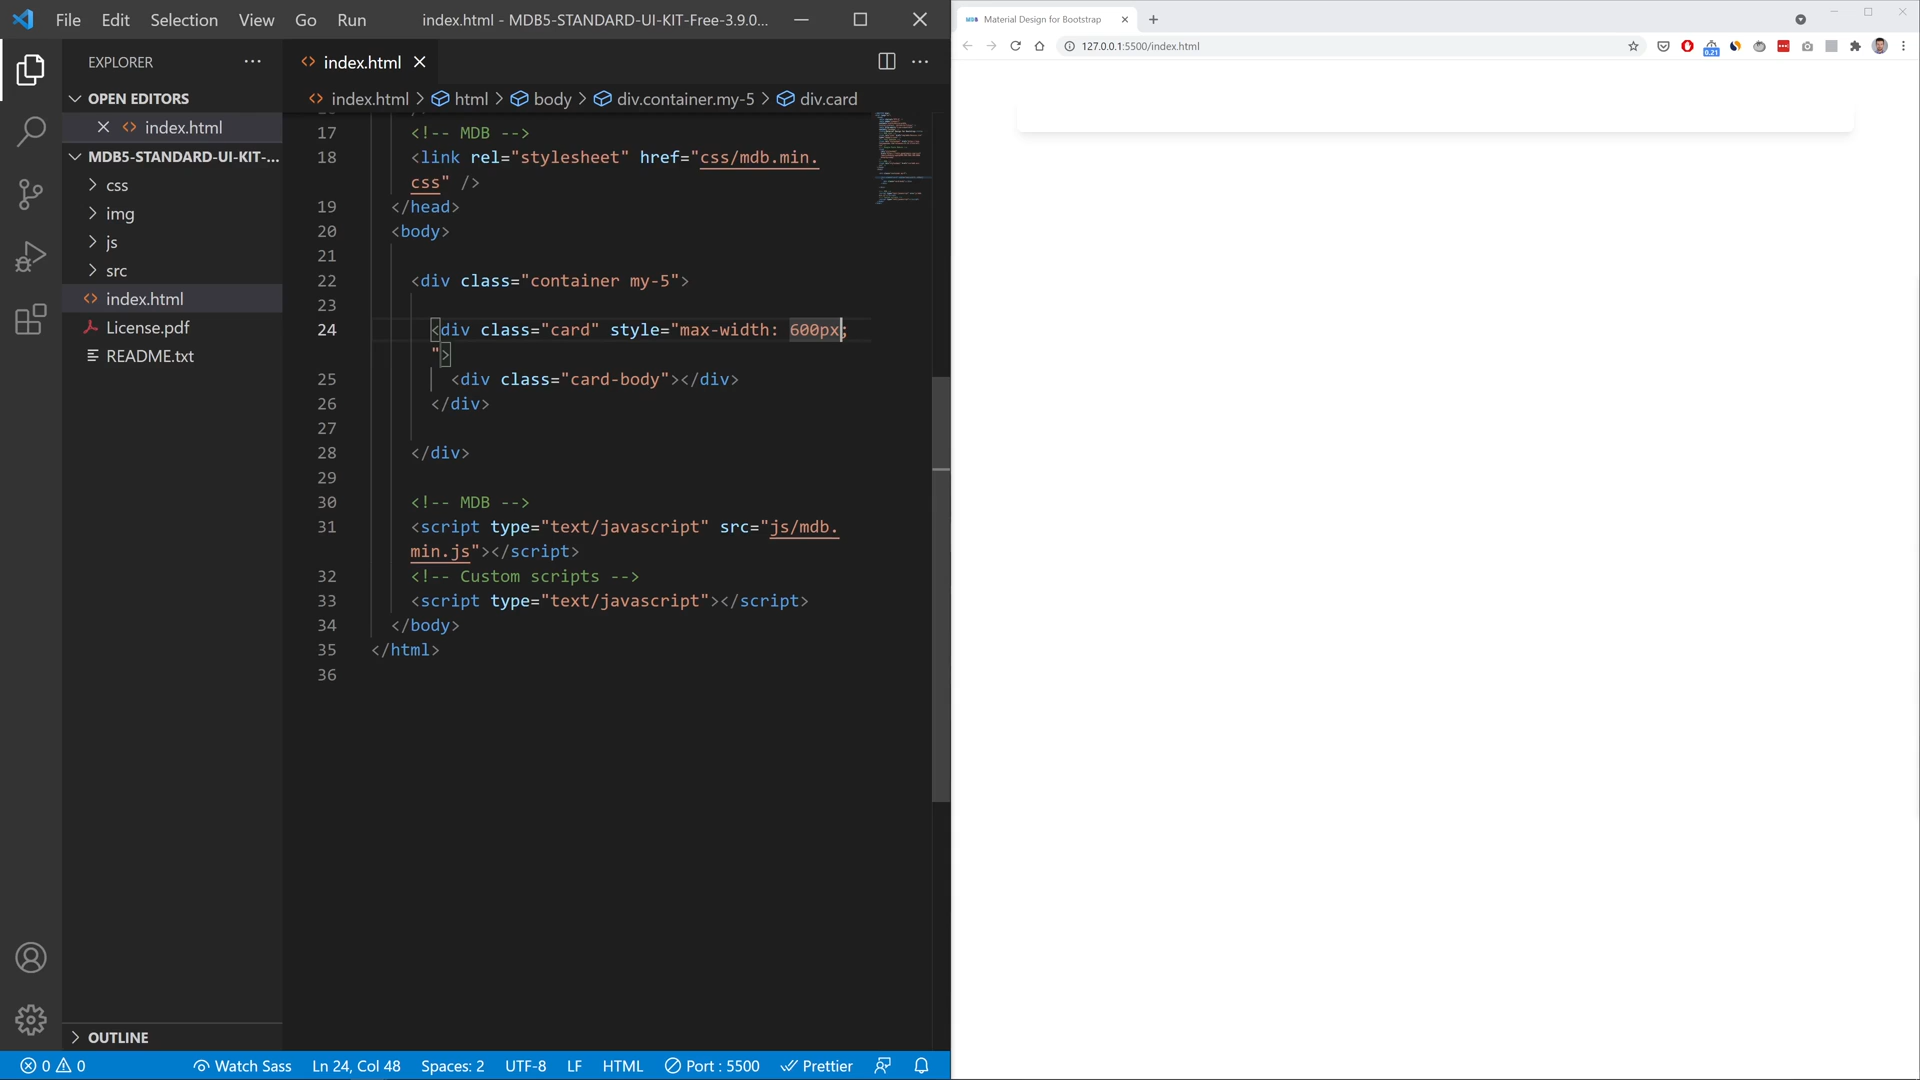 File Edit Selection View Go Run index.html - MDB5-STANDARD-UI-KIT-Free-3.9.0...
EXPLORER
OPEN EDITORS
index.html
MDB5-STANDARD-UI-KIT-...
css
img
js
src
index.html
License.pdf
README.txt
OUTLINE
index.html
index.html > html > body > div.container.my-5 > div.card
17 <!-- MDB -->
18 <link rel="stylesheet" href="css/mdb.min.
css" />
19 </head>
20 <body>
21
22 <div class="container my-5">
23
24 <div class="card" style="max-width: 600px;
">
25 <div class="card-body"></div>
26 </div>
27
28 </div>
29
30 <!-- MDB -->
31 <script type="text/javascript" src="js/mdb.
min.js"></script>
32 <!-- Custom scripts -->
33 <script type="text/javascript"></script>
34 </body>
35 </html>
36
0 0 Watch Sass Ln 24, Col 48 Spaces: 2 UTF-8 LF HTML Port : 5500 Prettier
Material Design for Bootstrap
127.0.0.1:5500/index.html
0.21